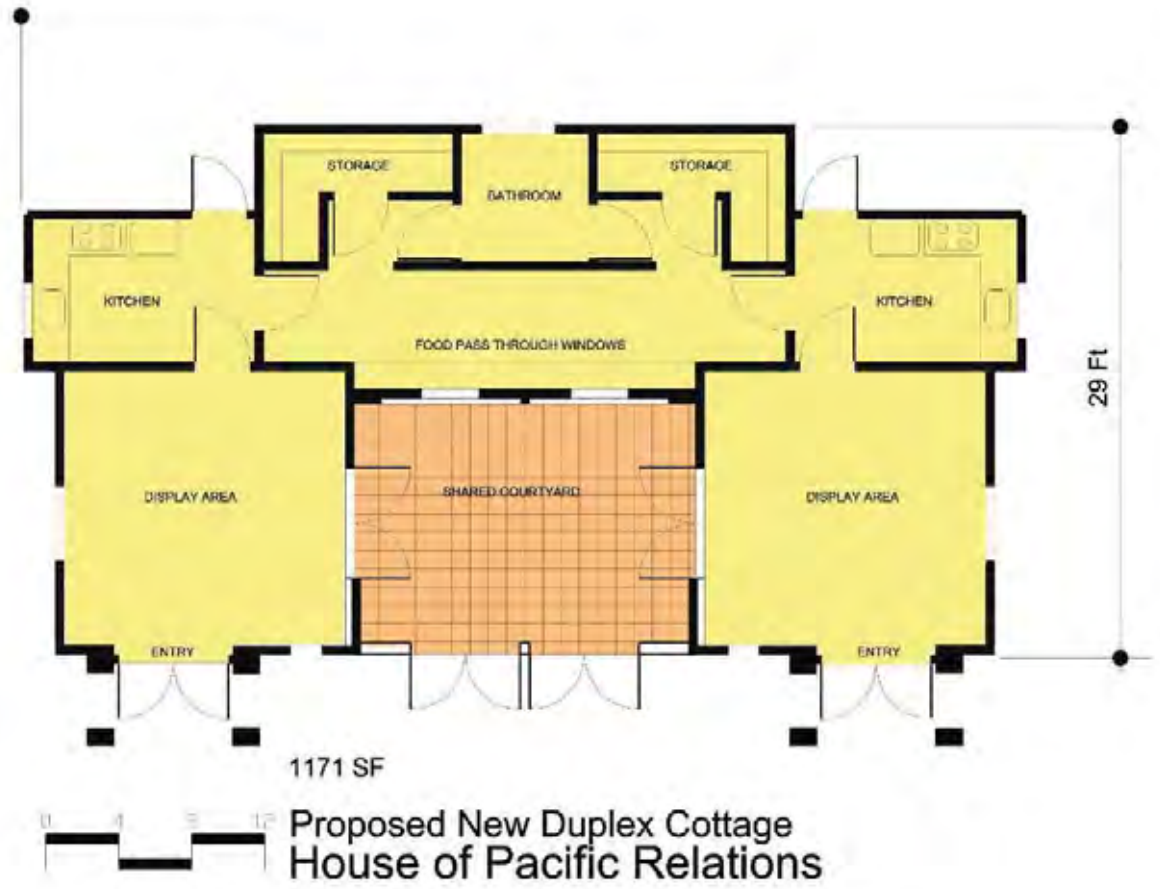 STORAGE
STORAGE
BATHROOM
KITCHEN
KITCHEN
FOOD PASS THROUGH WINDOWS
29 Ft
DISPLAY AREA
SHARED COURTYARD
DISPLAY AREA
ENTRY
ENTRY
1171 SF
0 4 8 12
Proposed New Duplex Cottage
House of Pacific Relations